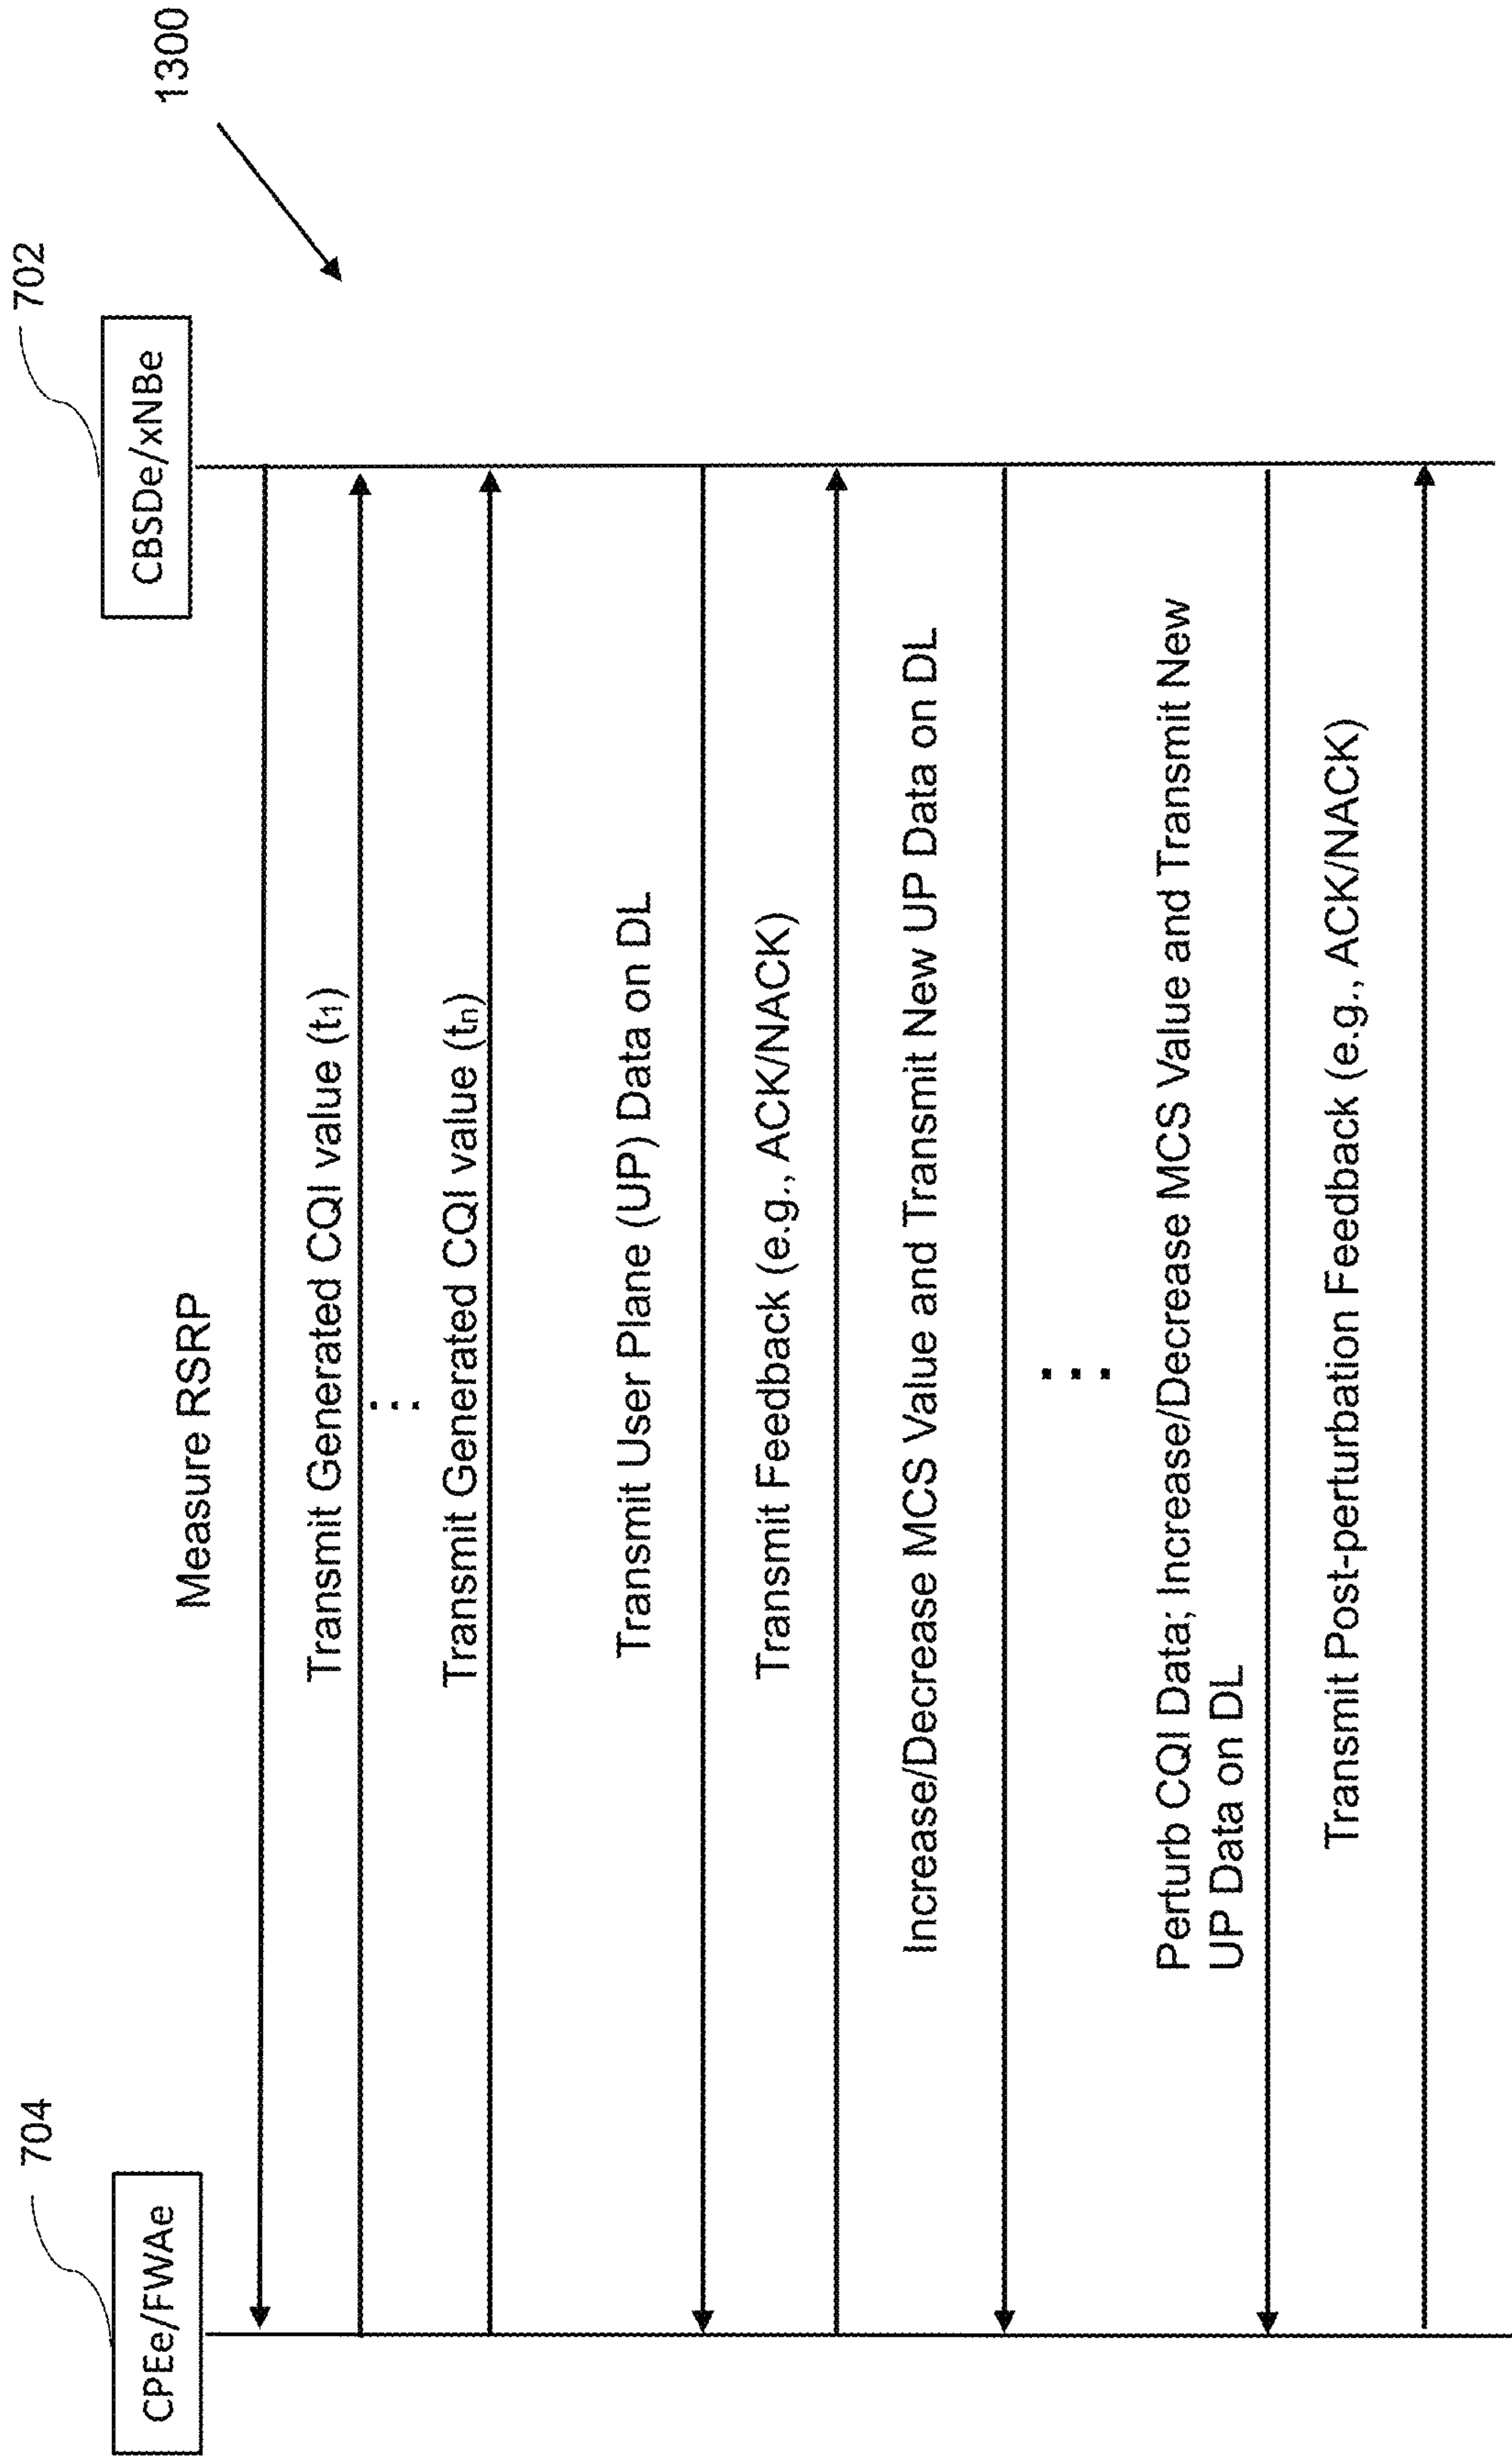 704
702
1300
CPEe/FWAe
CBSDe/xNBe
Measure RSRP
Transmit Generated CQI value (t1)
...
Transmit Generated CQI value (tn)
Transmit User Plane (UP) Data on DL
Transmit Feedback (e.g., ACK/NACK)
Increase/Decrease MCS Value and Transmit New UP Data on DL
...
Perturb CQI Data; Increase/Decrease MCS Value and Transmit New
UP Data on DL
Transmit Post-perturbation Feedback (e.g., ACK/NACK)